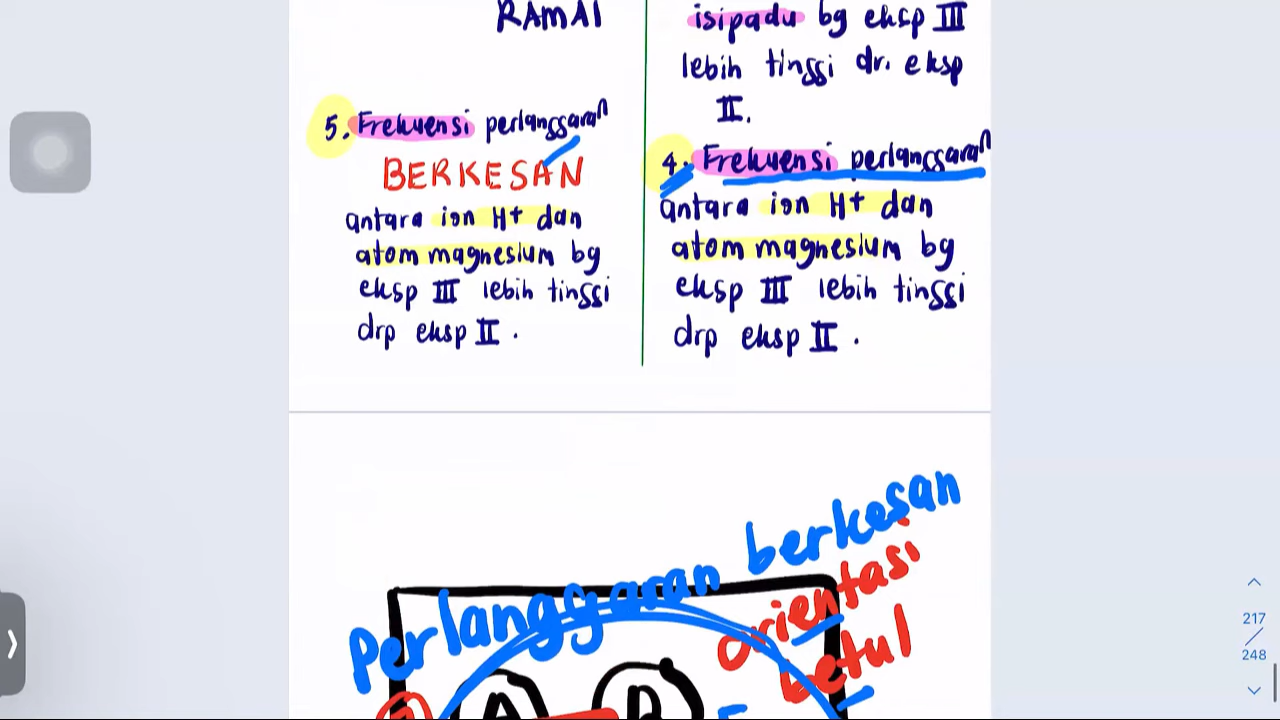 RAMAI
5. Frekuensi perlanggaran
BERKESAN
antara ion H+ dan
atom magnesium bg
eksp III lebih tinggi
drp eksp II.
isipadu bg eksp III
lebih tinggi dr. eksp
II.
4. Frekuensi perlanggaran
antara ion H+ dan
atom magnesium bg
eksp III lebih tinggi
drp eksp II.
Perlanggaran berkesan
orientasi
betul
A B
217
248